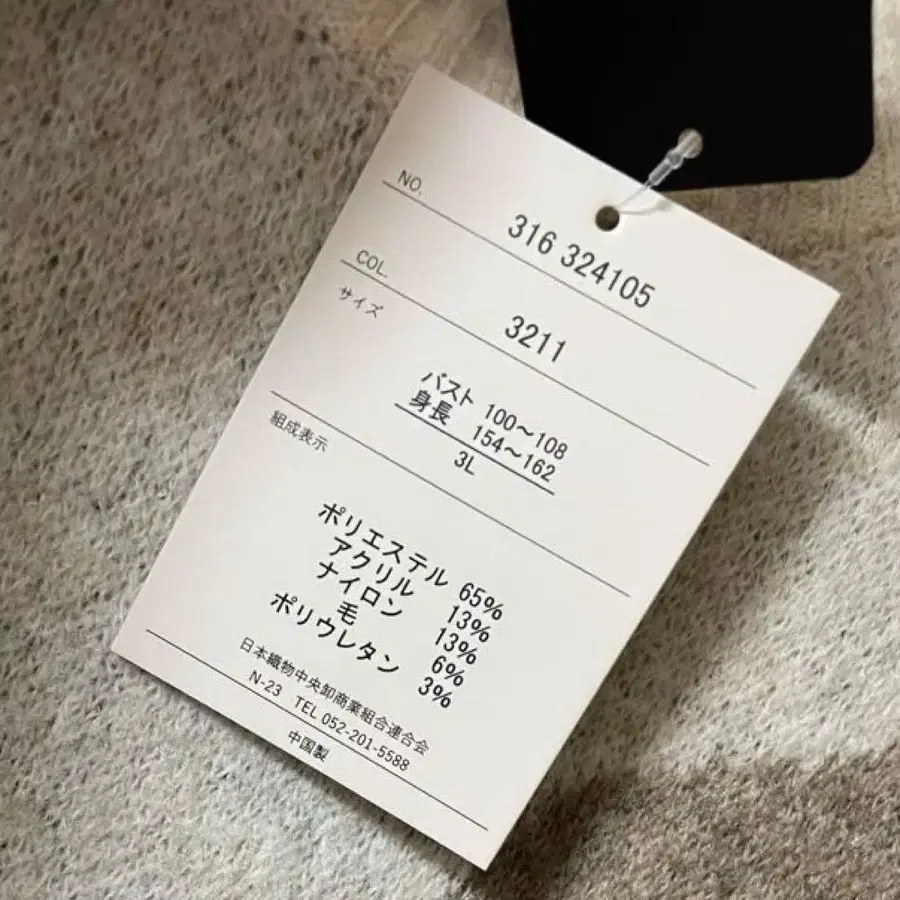 NO.
316 324105
COL.
3211
サイズ
バスト 100〜108
身長 154〜162
3L
組成表示
ポリエステル 65%
アクリル 13%
ナイロン 13%
毛 6%
ポリウレタン 3%
日本織物中央卸商業組合連合会
N-23 TEL 052-201-5588
中国製